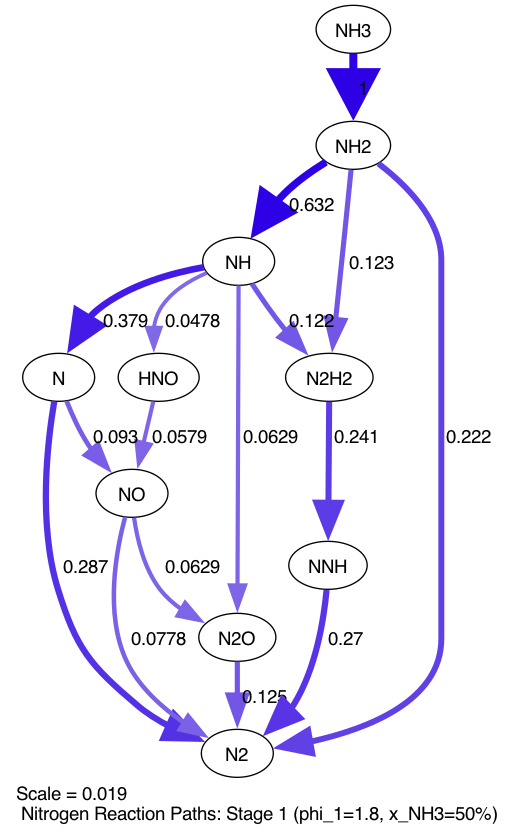 NH3
1
NH2
0.632
NH
0.123
0.379
0.0478
0.122
N
HNO
N2H2
0.093
0.0579
0.0629
0.241
0.222
NO
0.287
0.0629
NNH
0.0778
N2O
0.27
0.125
N2
Scale = 0.019
Nitrogen Reaction Paths: Stage 1 (phi_1=1.8, x_NH3=50%)